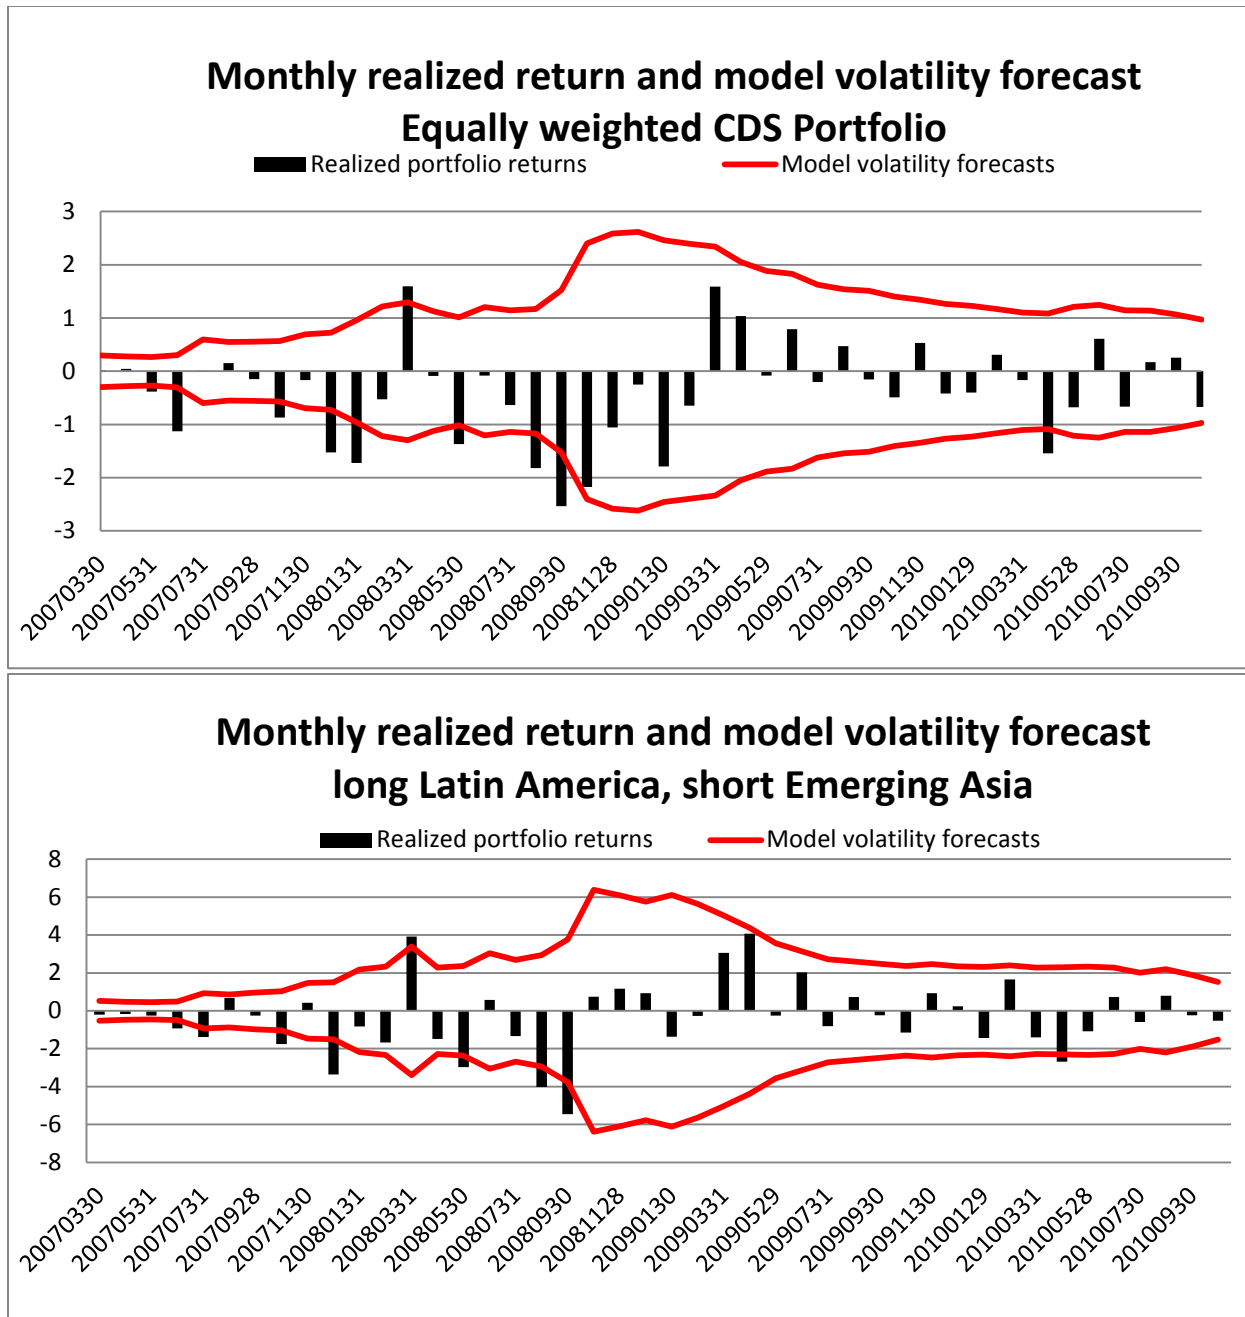 Monthly realized return and model volatility forecast
Equally weighted CDS Portfolio
Realized portfolio returns Model volatility forecasts
3
2
1
0
-1
-2
-3
20070330 20070531 20070731 20070928 20071130 20080131 20080331 20080530 20080731 20080930 20081128 20090130 20090331 20090529 20090731 20090930 20091130 20100129 20100331 20100528 20100730 20100930
Monthly realized return and model volatility forecast
long Latin America, short Emerging Asia
Realized portfolio returns Model volatility forecasts
8
6
4
2
0
-2
-4
-6
-8
20070330 20070531 20070731 20070928 20071130 20080131 20080331 20080530 20080731 20080930 20081128 20090130 20090331 20090529 20090731 20090930 20091130 20100129 20100331 20100528 20100730 20100930